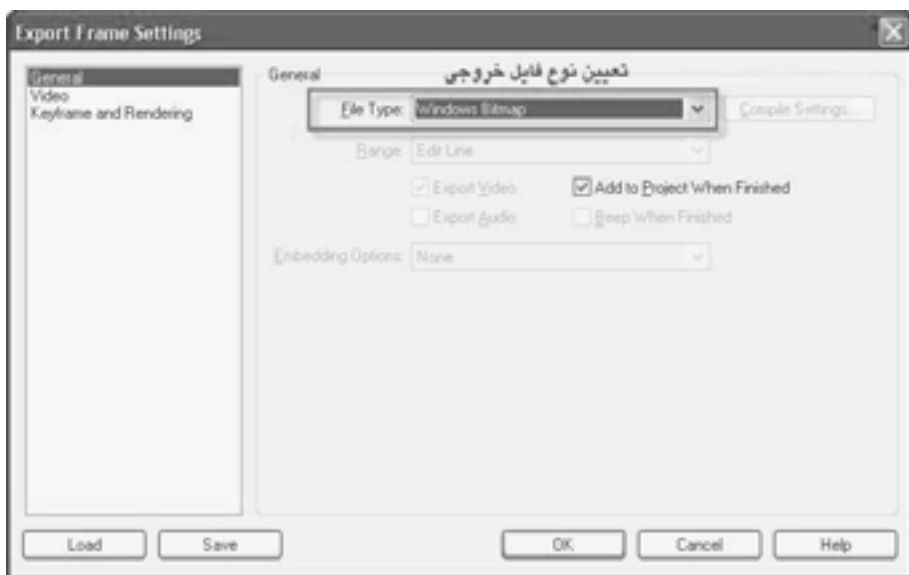 Export Frame Settings
General
Video
Keyframe and Rendering
General
تعیین نوع فایل خروجی
File Type: Windows Bitmap
Compile Settings...
Range: Edit Line
Export Video
Add to Project When Finished
Export Audio
Beep When Finished
Embedding Options: None
Load
Save
OK
Cancel
Help